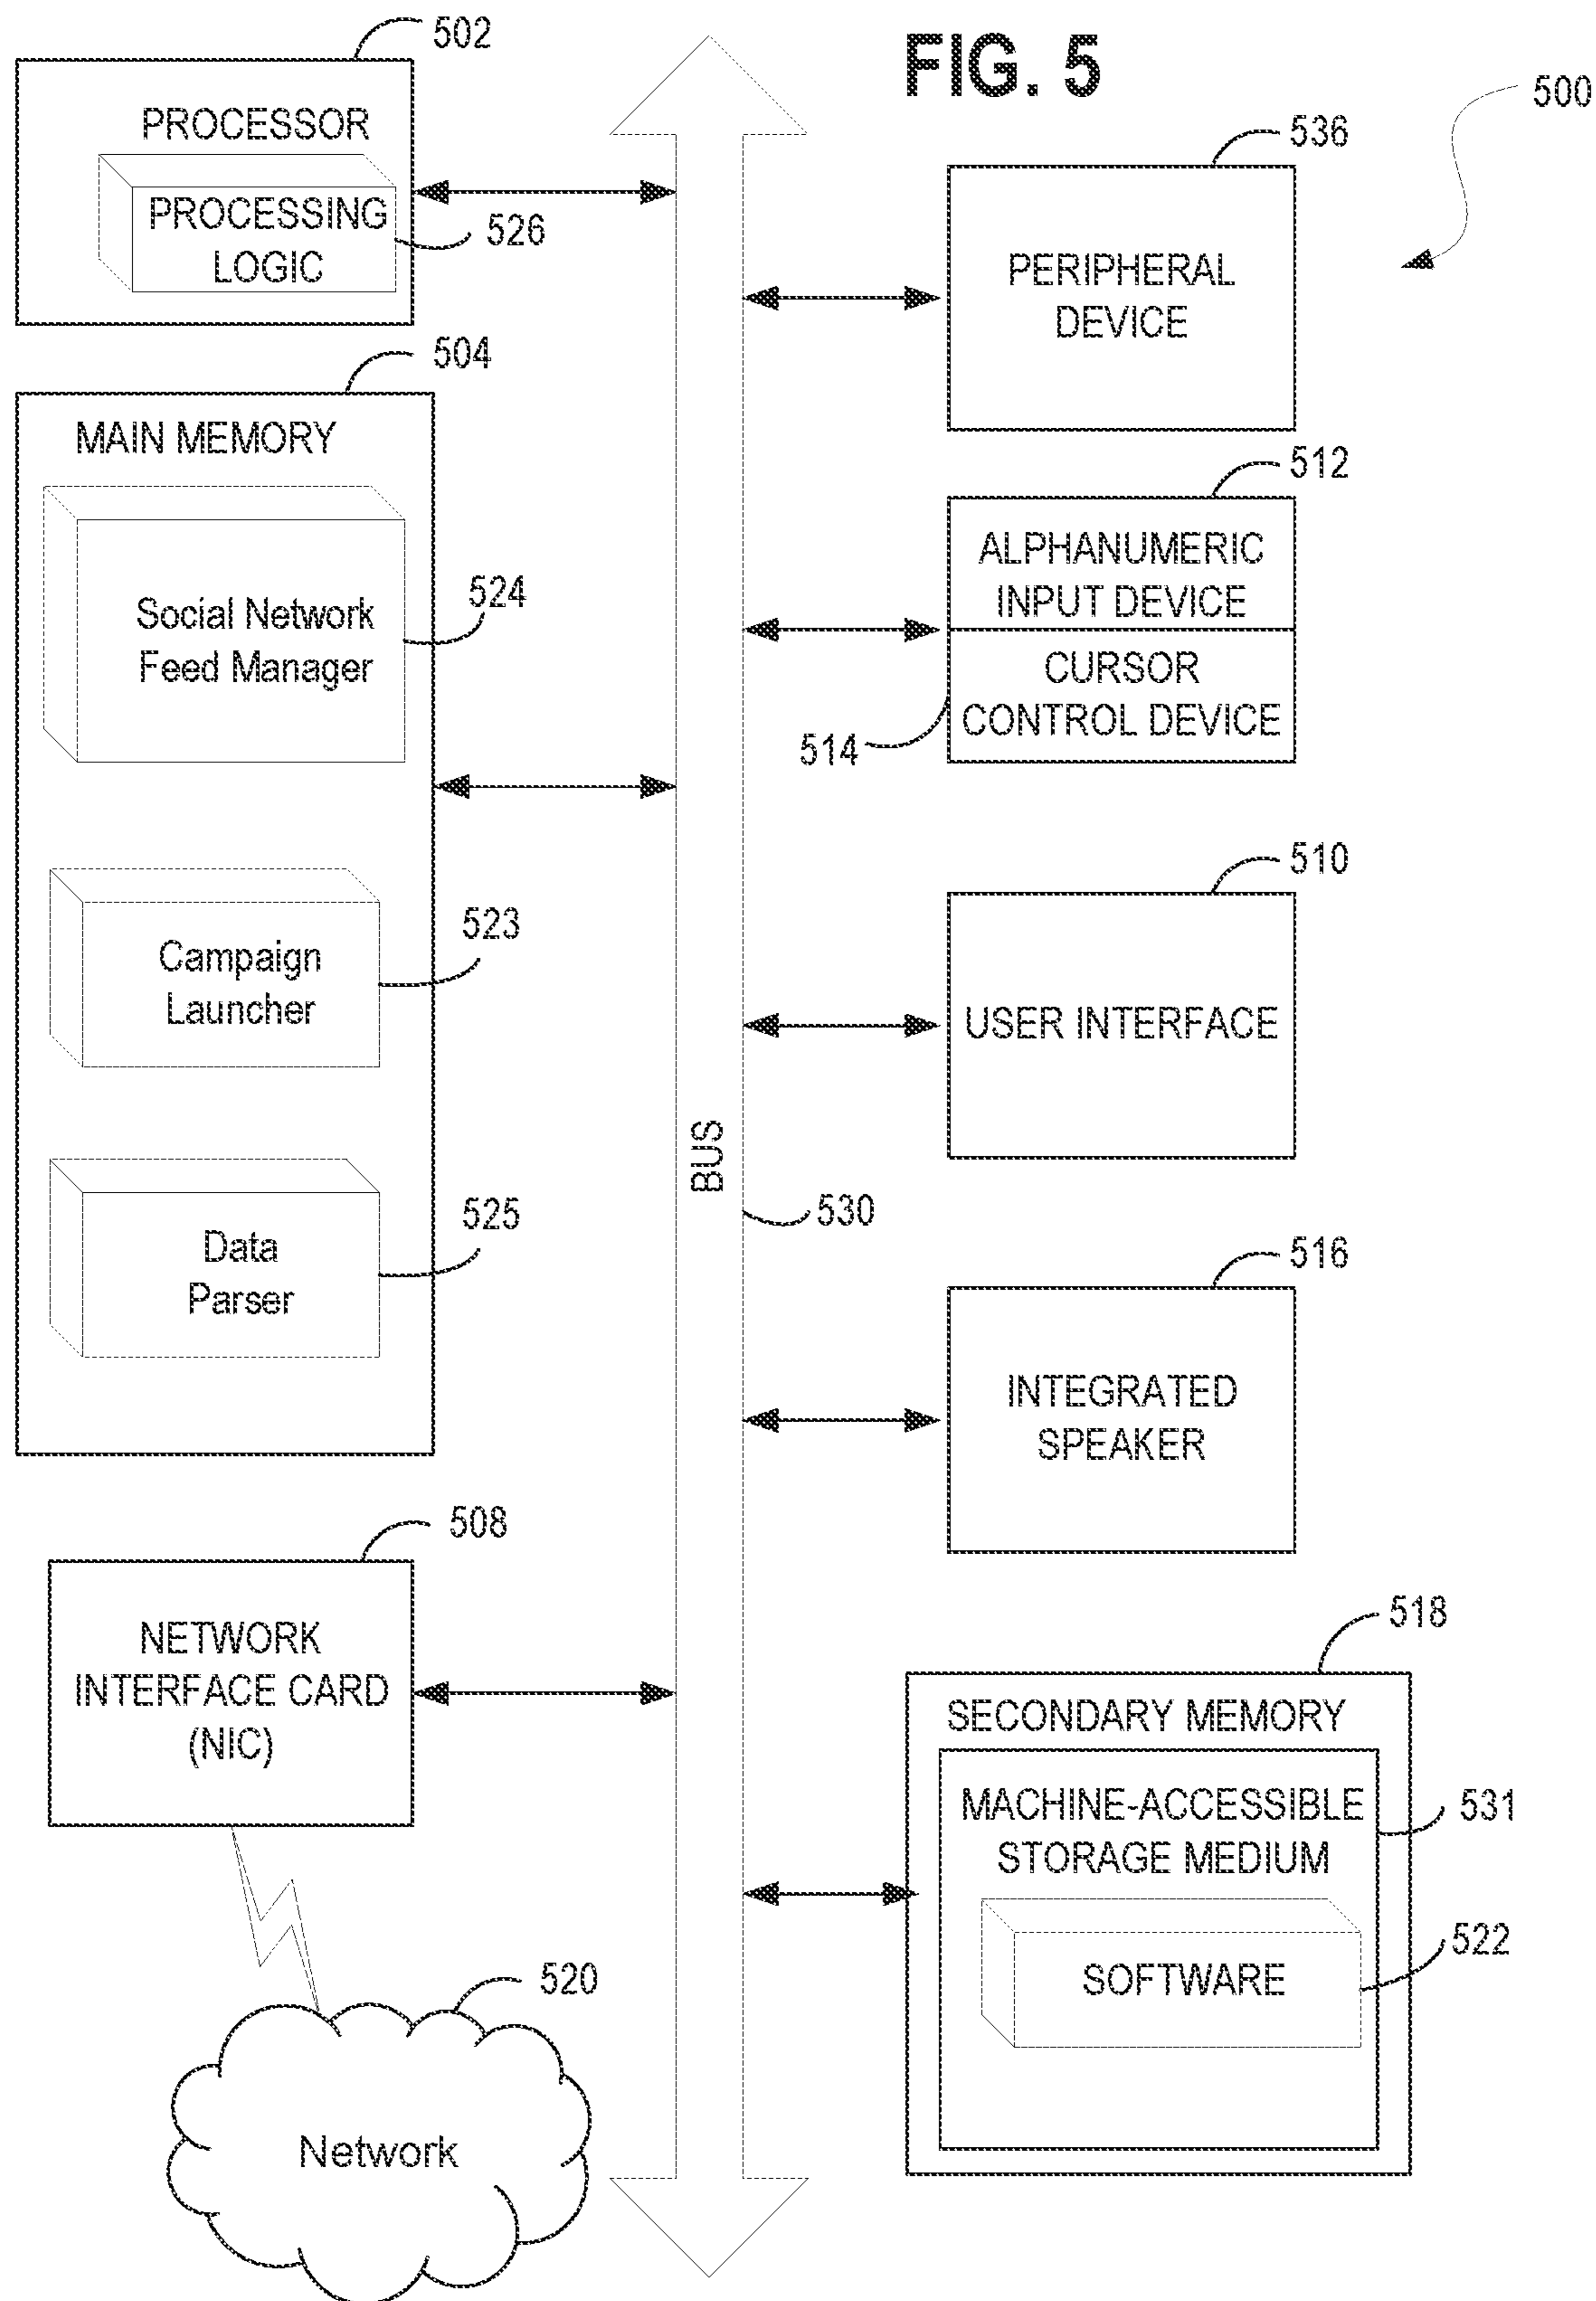 FIG. 5
500
502
PROCESSOR
PROCESSING
LOGIC
526
504
MAIN MEMORY
Social Network
Feed Manager
524
Campaign
Launcher
523
Data
Parser
525
508
NETWORK
INTERFACE CARD
(NIC)
520
Network
BUS
530
536
PERIPHERAL
DEVICE
512
ALPHANUMERIC
INPUT DEVICE
CURSOR
CONTROL DEVICE
514
510
USER INTERFACE
516
INTEGRATED
SPEAKER
518
SECONDARY MEMORY
MACHINE-ACCESSIBLE
STORAGE MEDIUM
531
SOFTWARE
522